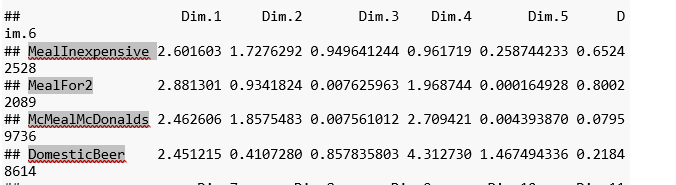 ##                    Dim.1     Dim.2       Dim.3    Dim.4       Dim.5      D
im.6
## MealInexpensive 2.601603 1.7276292 0.949641244 0.961719 0.258744233 0.6524
2528
## MealFor2        2.881301 0.9341824 0.007625963 1.968744 0.000164928 0.8002
2089
## McMealMcDonalds 2.462606 1.8575483 0.007561012 2.709421 0.004393870 0.0795
9736
## DomesticBeer    2.451215 0.4107280 0.857835803 4.312730 1.467494336 0.2184
8614